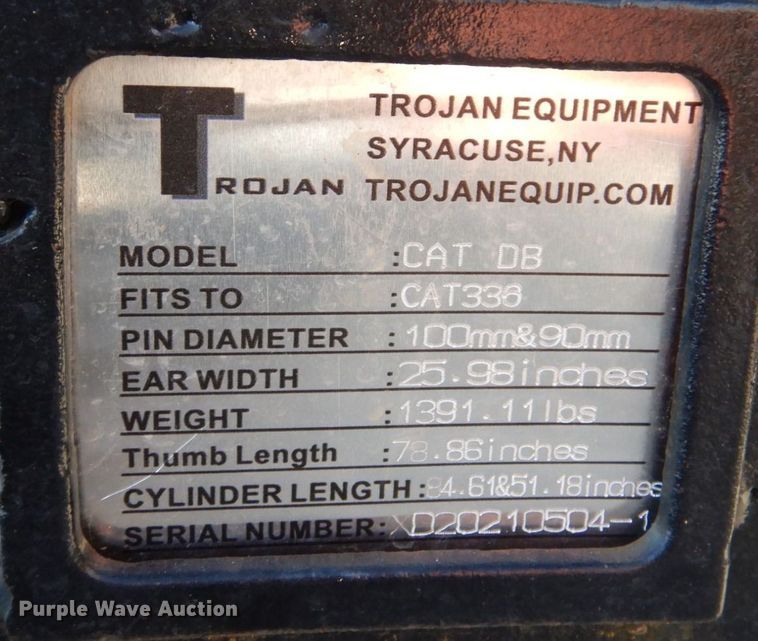 TROJAN EQUIPMENT
SYRACUSE,NY
TROJAN TROJANEQUIP.COM
MODEL :CAT DB
FITS TO :CAT336
PIN DIAMETER :100mm&90mm
EAR WIDTH :25.98inches
WEIGHT :1391.11lbs
Thumb Length :78.86inches
CYLINDER LENGTH:84.61&51.18inches
SERIAL NUMBER:XD20210504-1
Purple Wave Auction